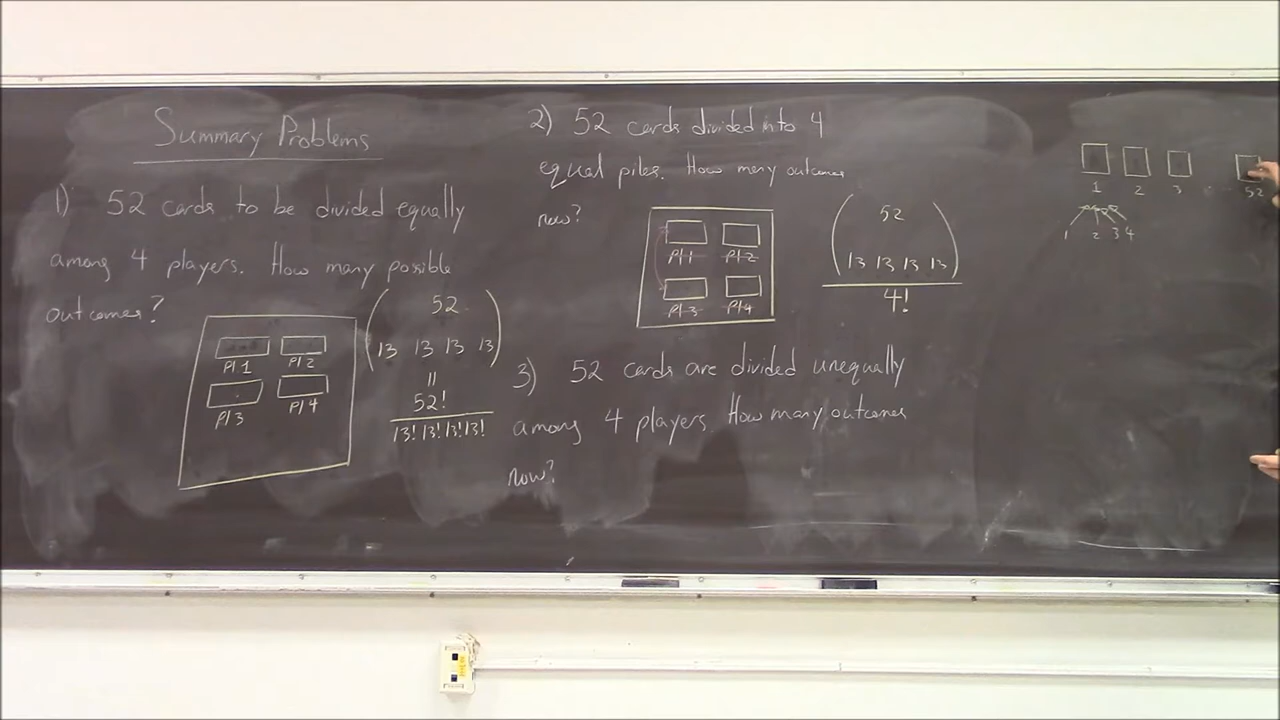 Summary Problems
1) 52 cards to be divided equally
among 4 players. How many possible
outcomes?
Pl 1 Pl 2
Pl 3 Pl 4
( 52
13 13 13 13 )
=
52!
13! 13! 13! 13!
2) 52 cards divided into 4
equal piles. How many outcomes
now?
Pl 1 Pl 2
Pl 3 Pl 4
( 52
13 13 13 13 )
4!
3) 52 cards are divided unequally
among 4 players. How many outcomes
now?
1 2 3 ... 52
1 2 3 4